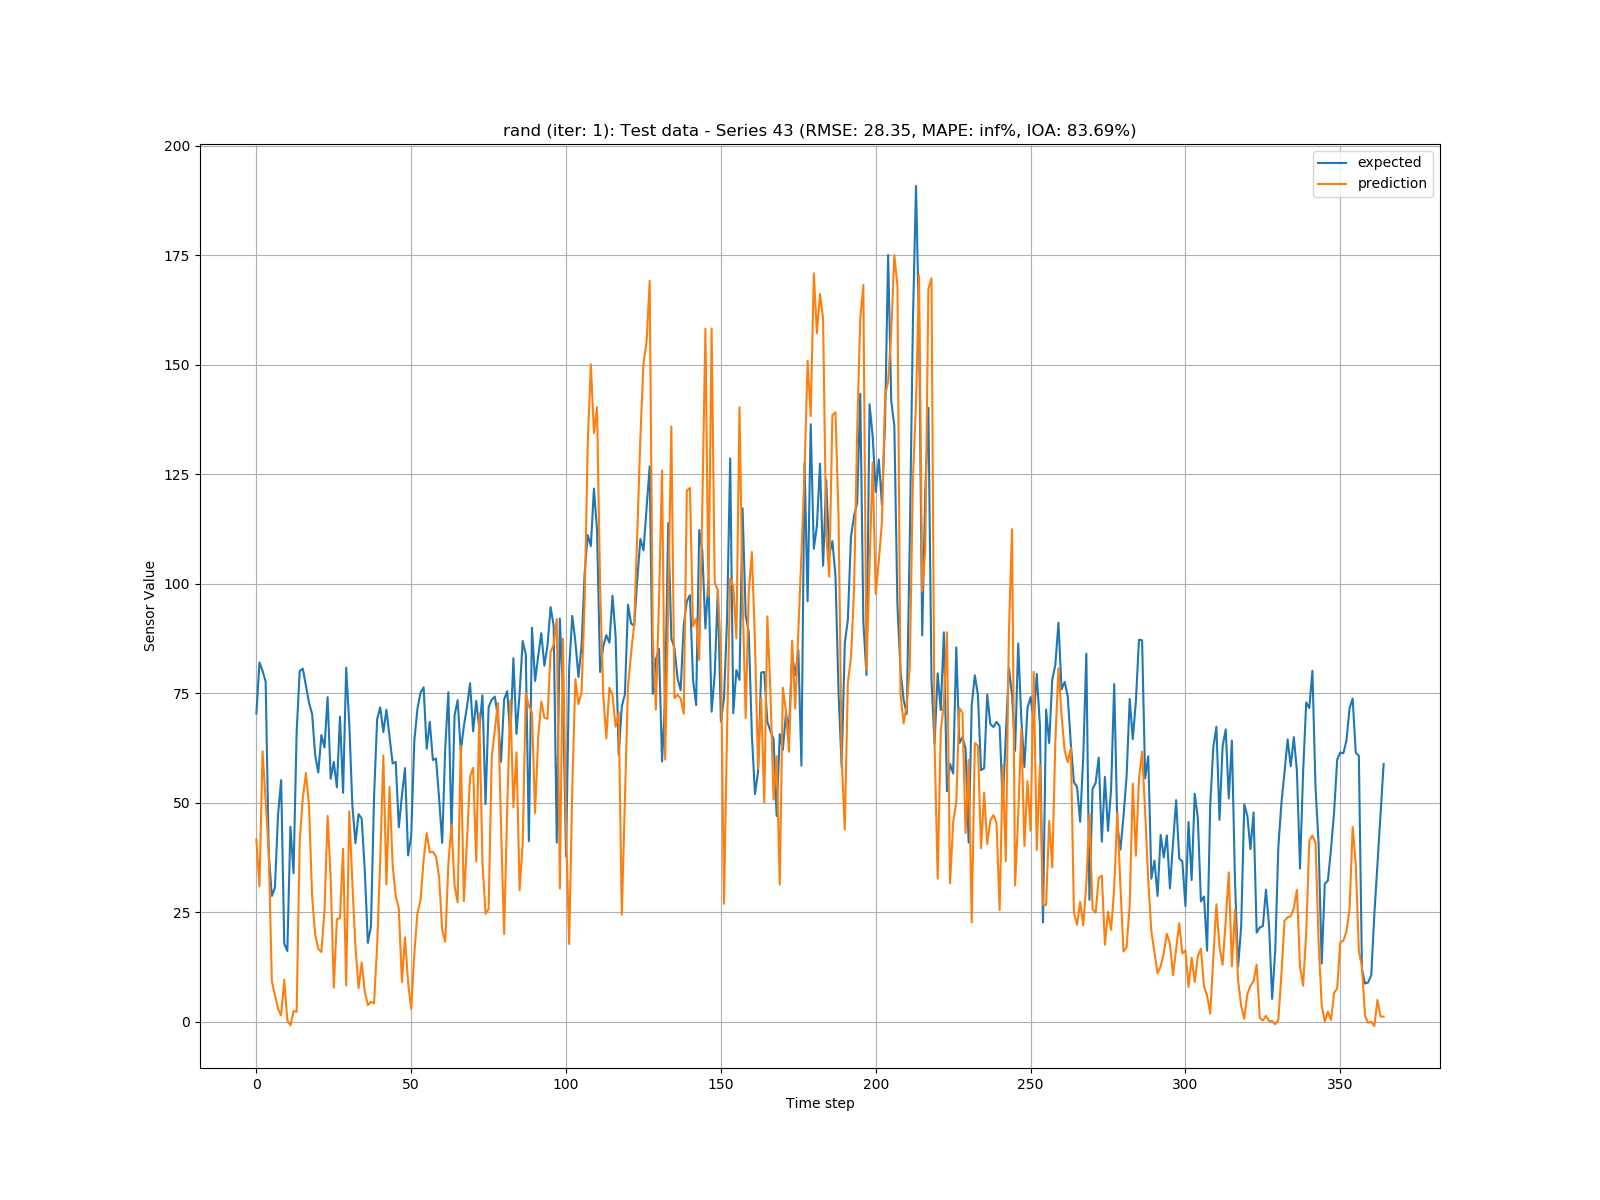 rand (iter: 1): Test data - Series 43 (RMSE: 28.35, MAPE: inf%, IOA: 83.69%)
expected
prediction
200
175
150
125
100
75
50
25
0
Sensor Value
0 50 100 150 200 250 300 350
Time step